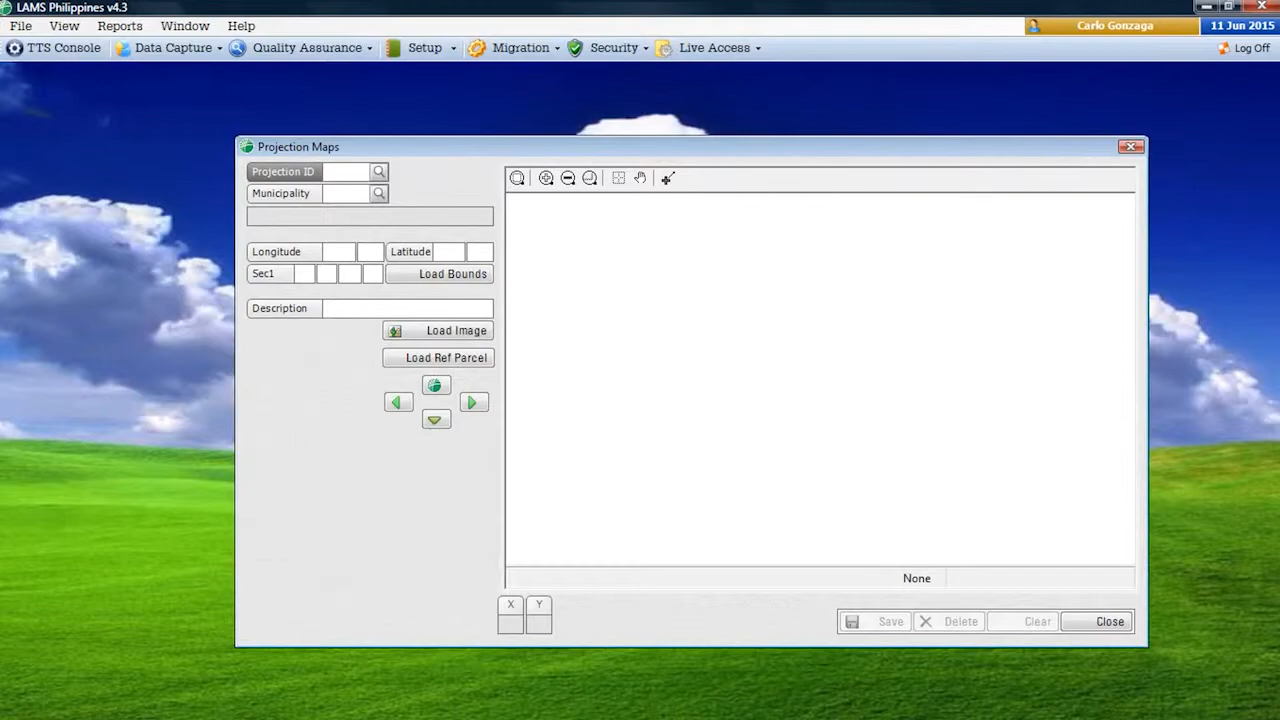 LAMS Philippines v4.3
File View Reports Window Help
Carlo Gonzaga 11 Jun 2015
TTS Console Data Capture Quality Assurance Setup Migration Security Live Access Log Off
Projection Maps
Projection ID
Municipality
Longitude Latitude
Sec1 Load Bounds
Description
Load Image
Load Ref Parcel
None
X Y
Save Delete Clear Close